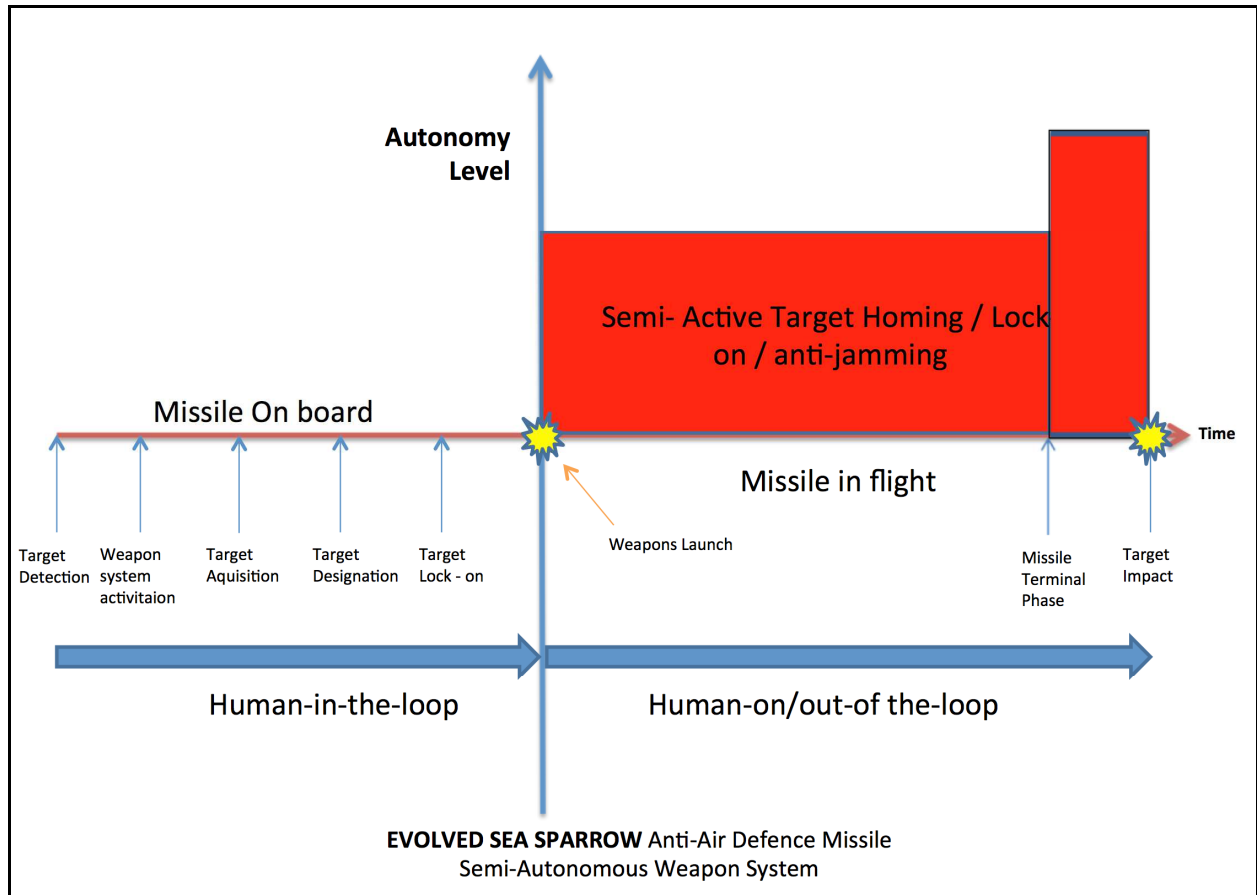 Autonomy
Level
Semi- Active Target Homing / Lock
on / anti-jamming
Missile On board
Time
Missile in flight
Weapons Launch
Target
Detection
Weapon
system
activitaion
Target
Aquisition
Target
Designation
Target
Lock - on
Missile
Terminal
Phase
Target
Impact
Human-in-the-loop
Human-on/out-of the-loop
EVOLVED SEA SPARROW Anti-Air Defence Missile
Semi-Autonomous Weapon System